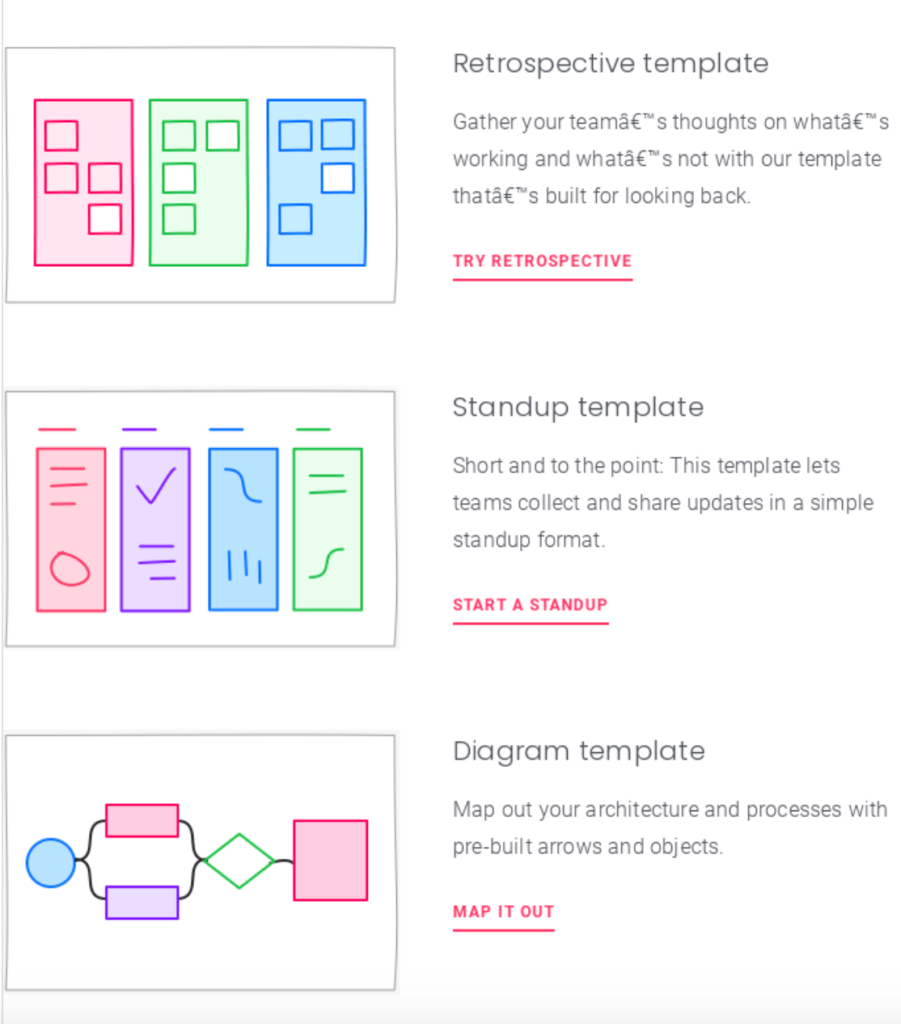 Retrospective template
Gather your teamâ€™s thoughts on whatâ€™s
working and whatâ€™s not with our template
thatâ€™s built for looking back.
TRY RETROSPECTIVE
Standup template
Short and to the point: This template lets
teams collect and share updates in a simple
standup format.
START A STANDUP
Diagram template
Map out your architecture and processes with
pre-built arrows and objects.
MAP IT OUT